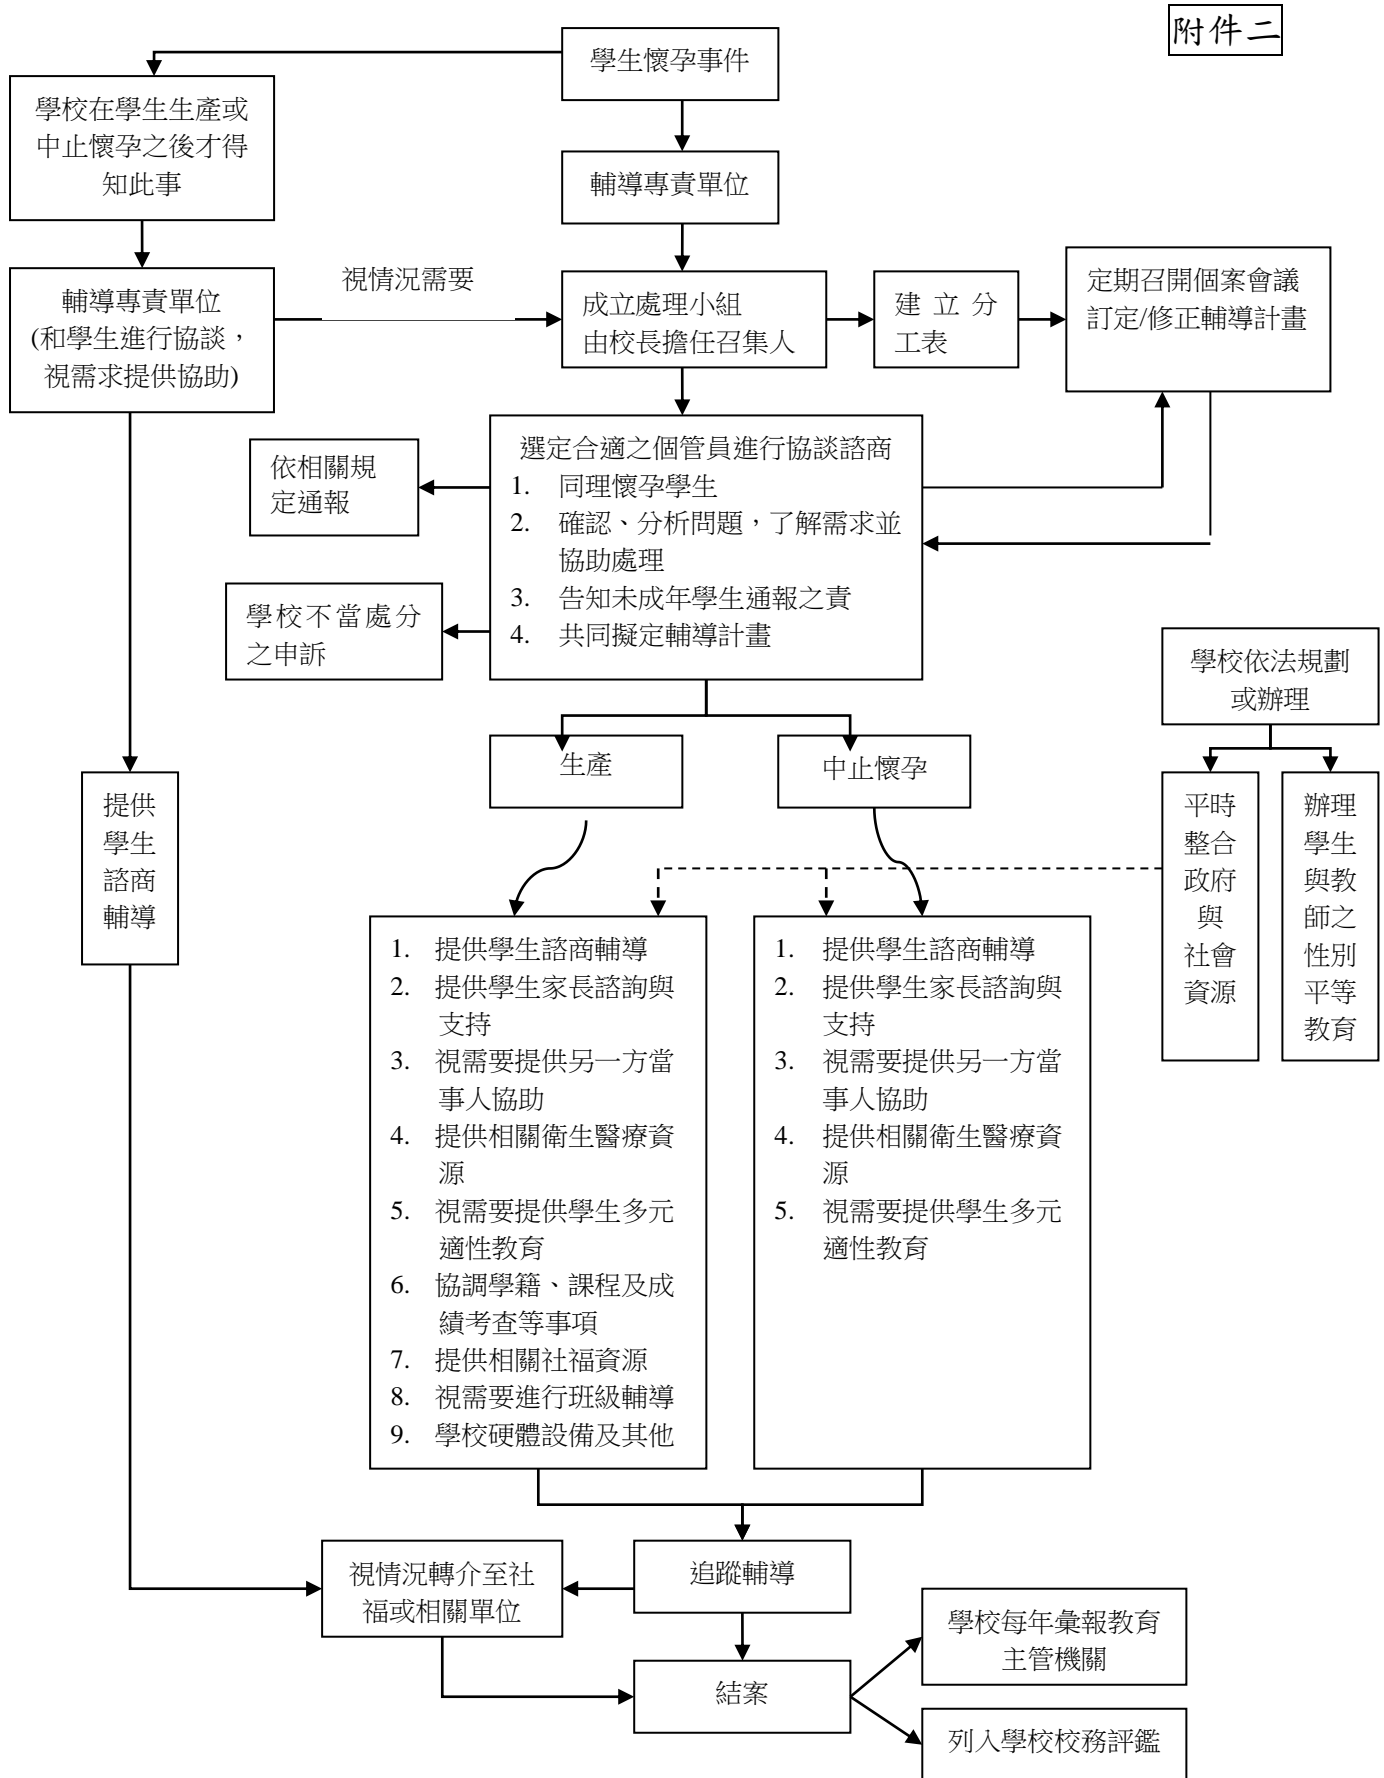 附件二
學生懷孕事件
學校在學生生產或
中止懷孕之後才得
知此事
輔導專責單位
輔導專責單位
(和學生進行協談，
視需求提供協助)
視情況需要
成立處理小組
由校長擔任召集人
建立分
工表
定期召開個案會議
訂定/修正輔導計畫
選定合適之個管員進行協談諮商
1. 同理懷孕學生
2. 確認、分析問題，了解需求並
協助處理
3. 告知未成年學生通報之責
4. 共同擬定輔導計畫
依相關規
定通報
學校不當處分
之申訴
學校依法規劃
或辦理
生產
中止懷孕
提供
學生
諮商
輔導
平時
整合
政府
與
社會
資源
辦理
學生
與教
師之
性別
平等
教育
1. 提供學生諮商輔導
2. 提供學生家長諮詢與
支持
3. 視需要提供另一方當
事人協助
4. 提供相關衛生醫療資
源
5. 視需要提供學生多元
適性教育
6. 協調學籍、課程及成
績考查等事項
7. 提供相關社福資源
8. 視需要進行班級輔導
9. 學校硬體設備及其他
1. 提供學生諮商輔導
2. 提供學生家長諮詢與
支持
3. 視需要提供另一方當
事人協助
4. 提供相關衛生醫療資
源
5. 視需要提供學生多元
適性教育
視情況轉介至社
福或相關單位
追蹤輔導
結案
學校每年彙報教育
主管機關
列入學校校務評鑑